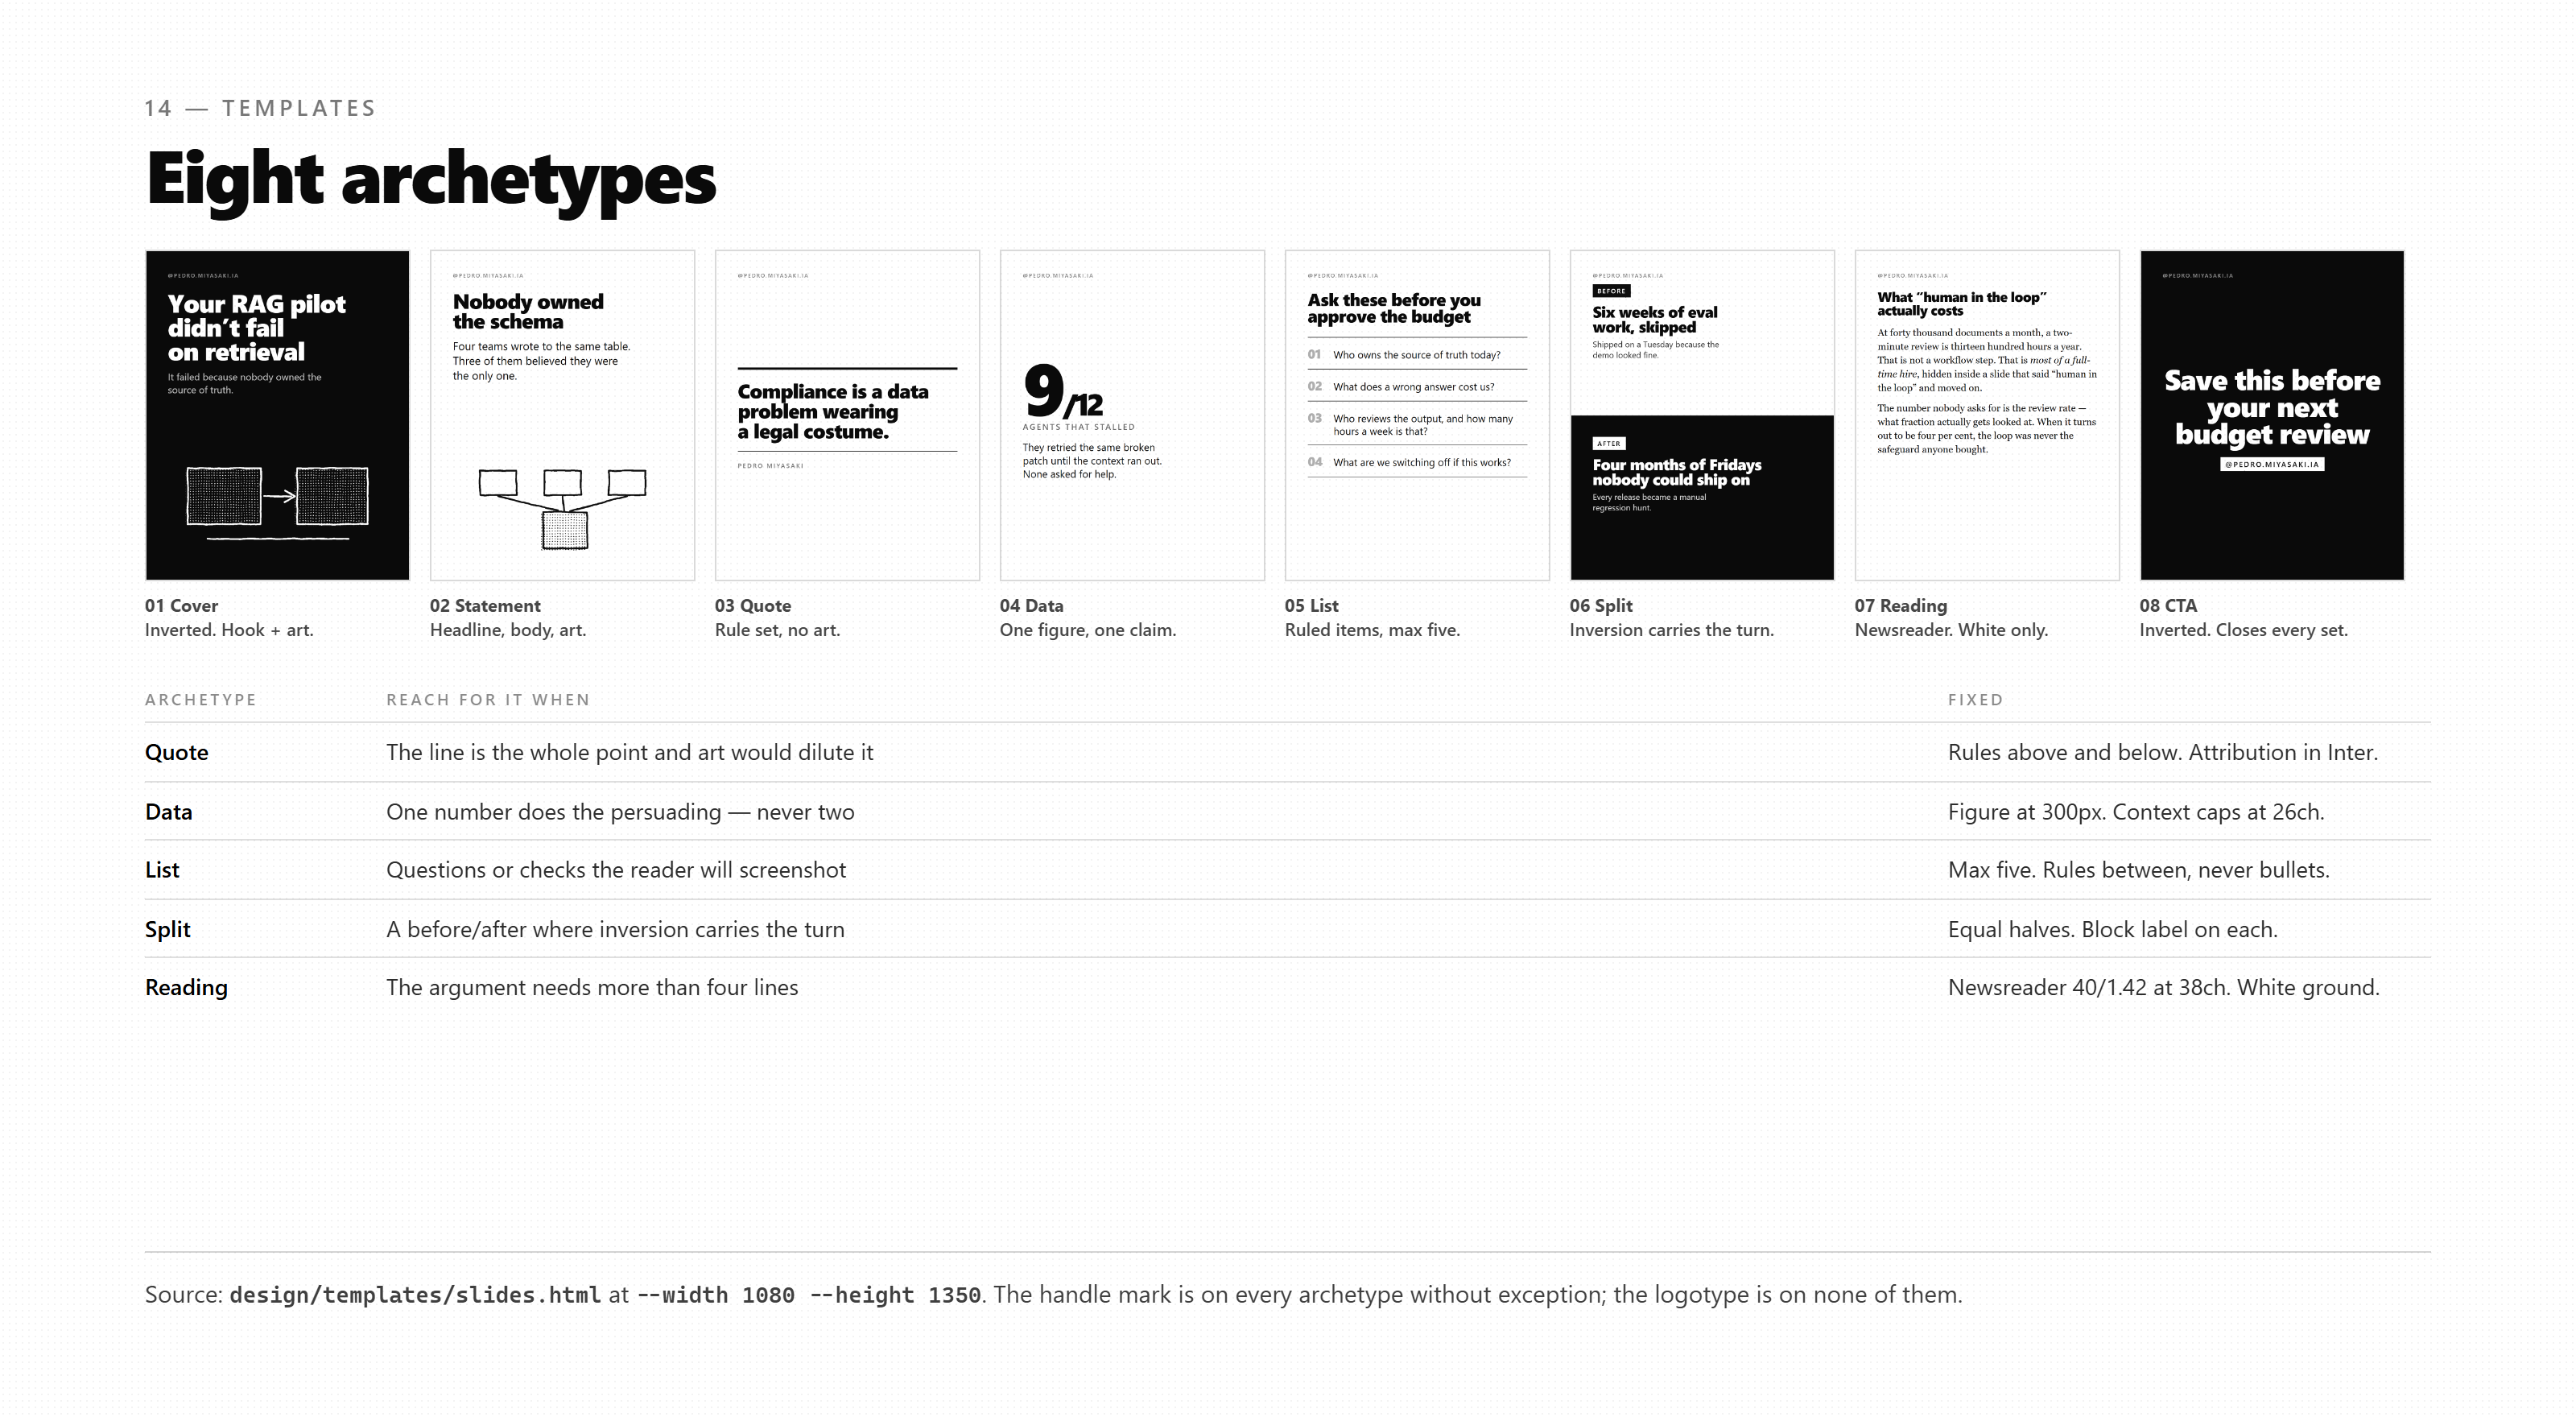 14 — TEMPLATES
Eight archetypes
@PEDRO.MIYASAKI.IA
Your RAG pilot
didn’t fail
on retrieval
It failed because nobody owned the
source of truth.
01 Cover
Inverted. Hook + art.
@PEDRO.MIYASAKI.IA
Nobody owned
the schema
Four teams wrote to the same table.
Three of them believed they were
the only one.
02 Statement
Headline, body, art.
@PEDRO.MIYASAKI.IA
Compliance is a data
problem wearing
a legal costume.
PEDRO MIYASAKI
03 Quote
Rule set, no art.
@PEDRO.MIYASAKI.IA
9/12
AGENTS THAT STALLED
They retried the same broken
patch until the context ran out.
None asked for help.
04 Data
One figure, one claim.
@PEDRO.MIYASAKI.IA
Ask these before you
approve the budget
01 Who owns the source of truth today?
02 What does a wrong answer cost us?
03 Who reviews the output, and how many
hours a week is that?
04 What are we switching off if this works?
05 List
Ruled items, max five.
@PEDRO.MIYASAKI.IA
BEFORE
Six weeks of eval
work, skipped
Shipped on a Tuesday because the
demo looked fine.
AFTER
Four months of Fridays
nobody could ship on
Every release became a manual
regression hunt.
06 Split
Inversion carries the turn.
@PEDRO.MIYASAKI.IA
What “human in the loop”
actually costs
At forty thousand documents a month, a two-
minute review is thirteen hundred hours a year.
That is not a workflow step. That is most of a full-
time hire, hidden inside a slide that said “human in
the loop” and moved on.
The number nobody asks for is the review rate —
what fraction actually gets looked at. When it turns
out to be four per cent, the loop was never the
safeguard anyone bought.
07 Reading
Newsreader. White only.
@PEDRO.MIYASAKI.IA
Save this before
your next
budget review
@PEDRO.MIYASAKI.IA
08 CTA
Inverted. Closes every set.
ARCHETYPE REACH FOR IT WHEN FIXED
Quote The line is the whole point and art would dilute it Rules above and below. Attribution in Inter.
Data One number does the persuading — never two Figure at 300px. Context caps at 26ch.
List Questions or checks the reader will screenshot Max five. Rules between, never bullets.
Split A before/after where inversion carries the turn Equal halves. Block label on each.
Reading The argument needs more than four lines Newsreader 40/1.42 at 38ch. White ground.
Source: design/templates/slides.html at --width 1080 --height 1350. The handle mark is on every archetype without exception; the logotype is on none of them.